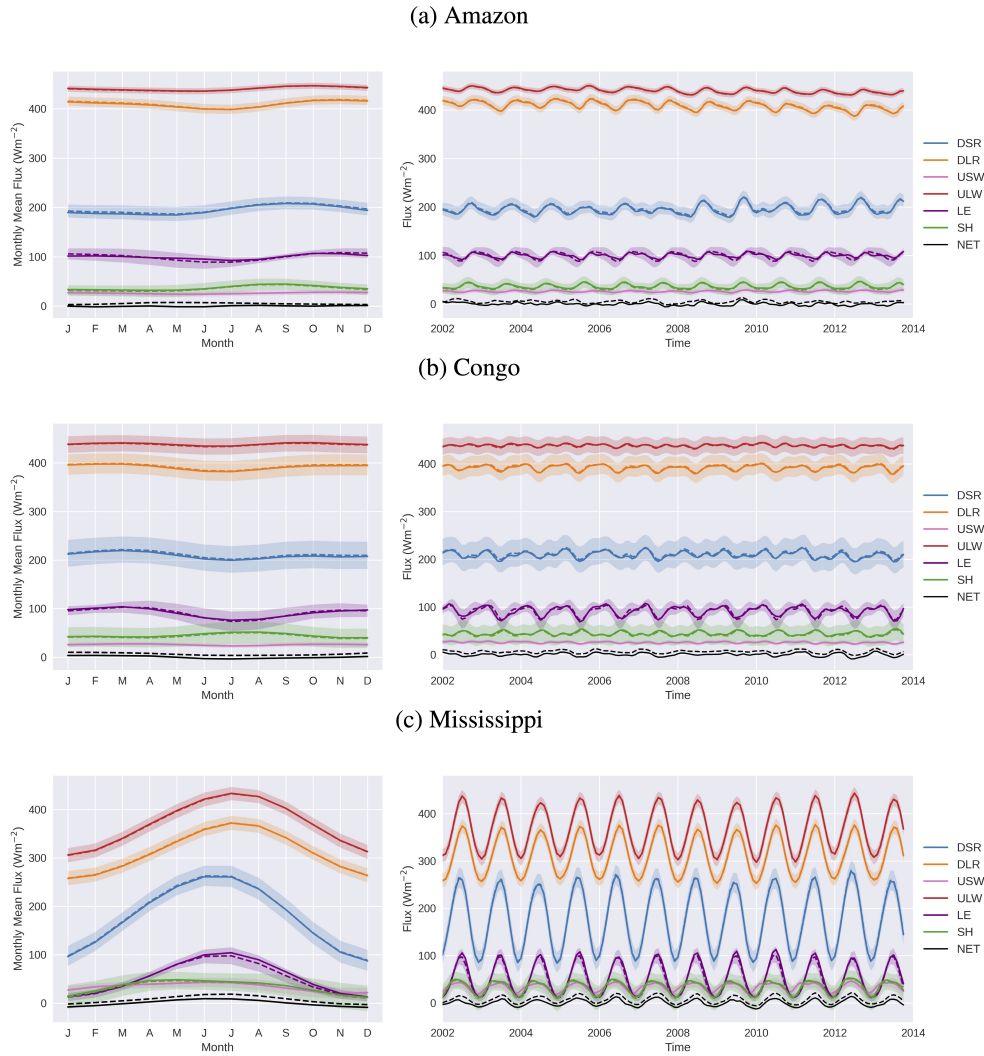 (a) Amazon
Monthly Mean Flux (Wm−2)
400
300
200
100
0
J F M A M J J A S O N D
Month
Flux (Wm−2)
400
300
200
100
0
2002 2004 2006 2008 2010 2012 2014
Time
DSR
DLR
USW
ULW
LE
SH
NET
(b) Congo
Monthly Mean Flux (Wm−2)
400
300
200
100
0
J F M A M J J A S O N D
Month
Flux (Wm−2)
400
300
200
100
0
2002 2004 2006 2008 2010 2012 2014
Time
DSR
DLR
USW
ULW
LE
SH
NET
(c) Mississippi
Monthly Mean Flux (Wm−2)
400
300
200
100
0
J F M A M J J A S O N D
Month
Flux (Wm−2)
400
300
200
100
0
2002 2004 2006 2008 2010 2012 2014
Time
DSR
DLR
USW
ULW
LE
SH
NET